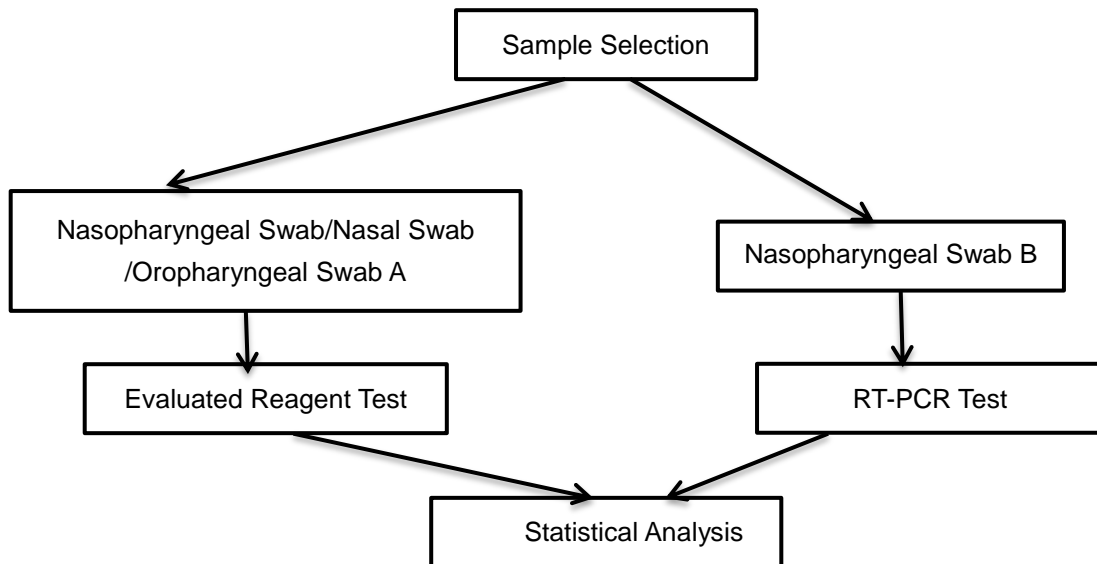 Sample Selection
Nasopharyngeal Swab/Nasal Swab
/Oropharyngeal Swab A
Nasopharyngeal Swab B
Evaluated Reagent Test
RT-PCR Test
Statistical Analysis